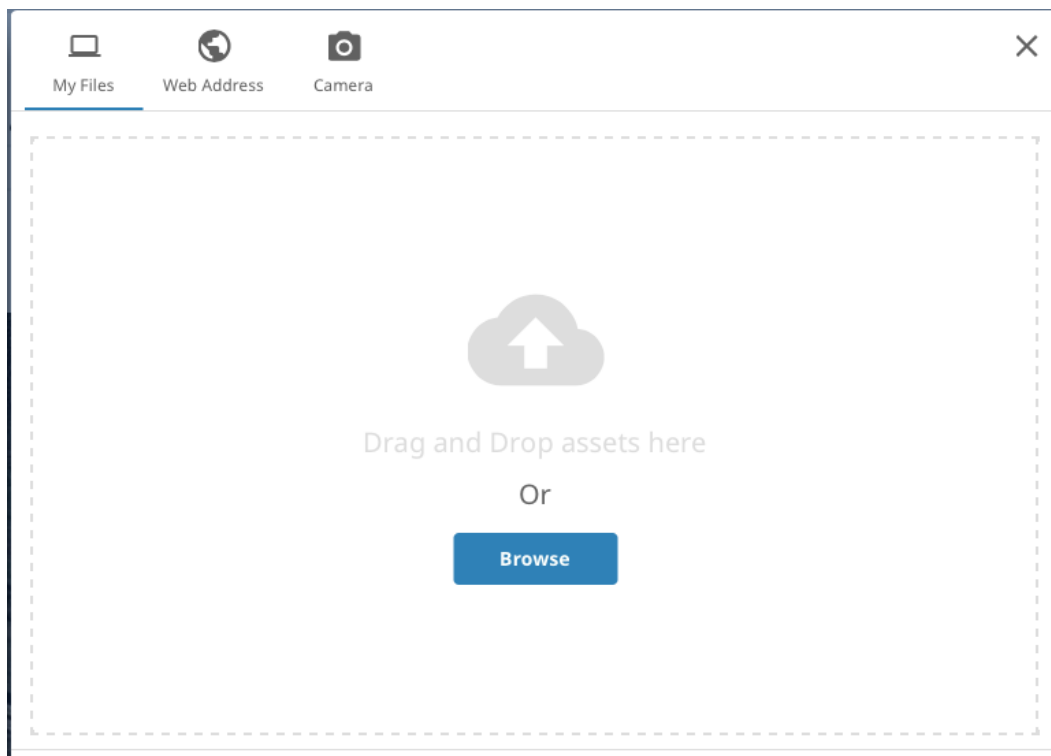 My Files
Web Address
Camera
Drag and Drop assets here
Or
Browse